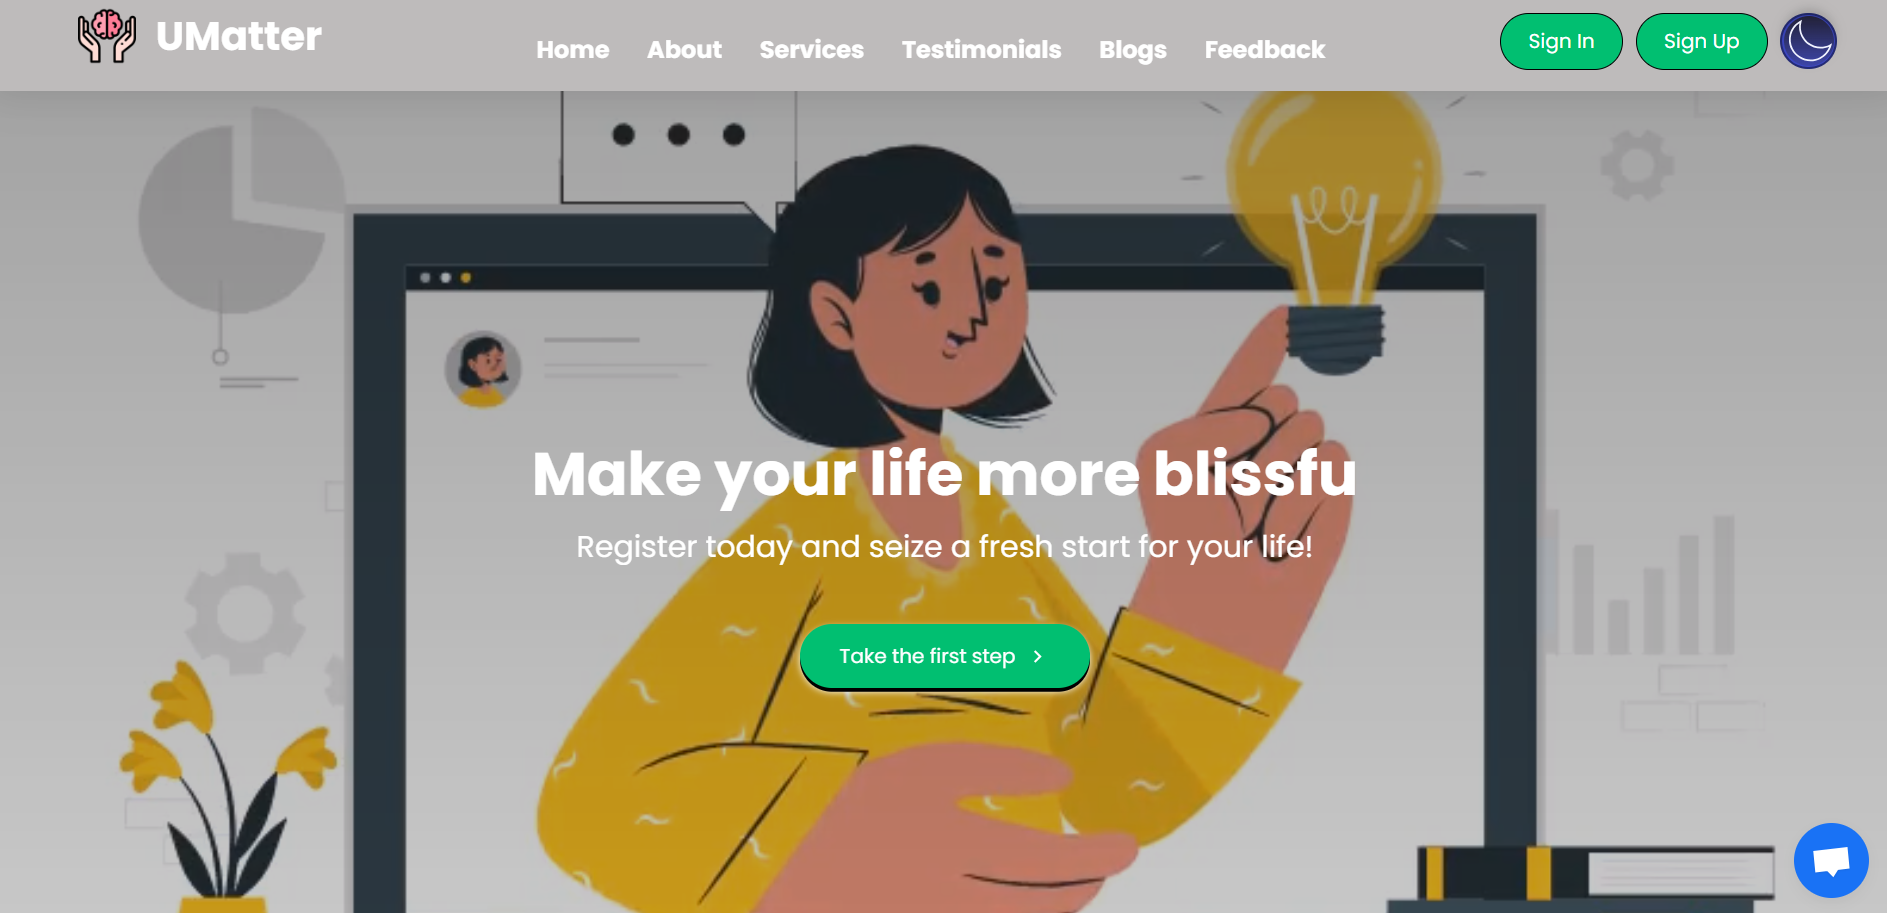 UMatter
Home About Services Testimonials Blogs Feedback
Sign In Sign Up
Make your life more blissfu
Register today and seize a fresh start for your life!
Take the first step